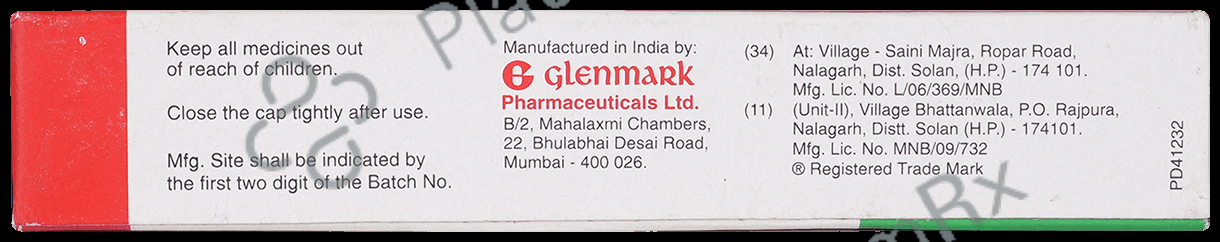 Keep all medicines out
of reach of children.
Close the cap tightly after use.
Mfg. Site shall be indicated by
the first two digit of the Batch No.
Manufactured in India by:
GLENMARK
Pharmaceuticals Ltd.
B/2, Mahalaxmi Chambers,
22, Bhulabhai Desai Road,
Mumbai - 400 026.
(34) At: Village - Saini Majra, Ropar Road,
Nalagarh, Dist. Solan, (H.P.) - 174 101.
Mfg. Lic. No. L/06/369/MNB
(11) (Unit-II), Village Bhattanwala, P.O. Rajpura,
Nalagarh, Distt. Solan (H.P.) - 174101.
Mfg. Lic. No. MNB/09/732
® Registered Trade Mark
PD41232